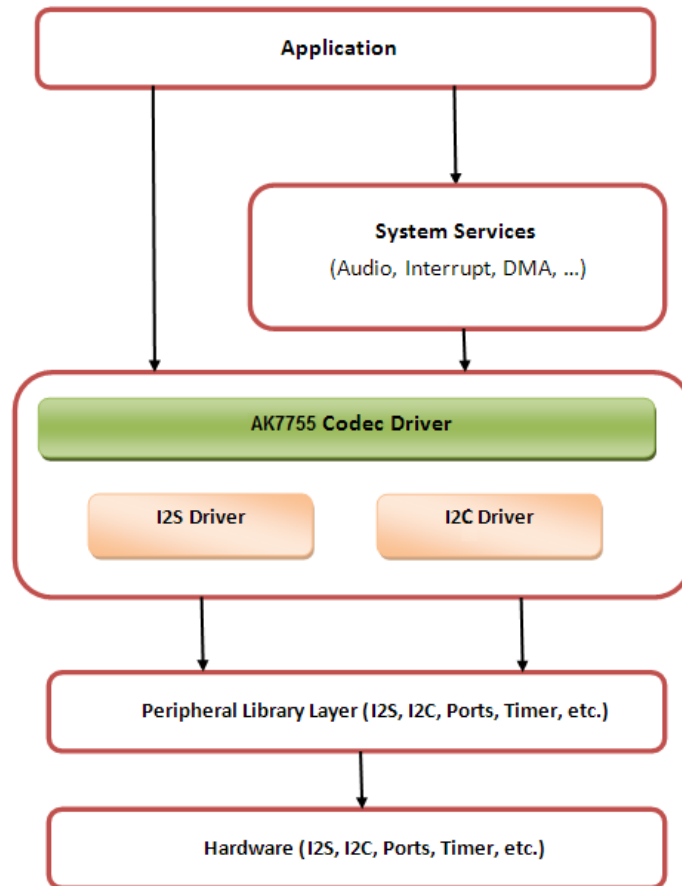 Application
System Services
(Audio, Interrupt, DMA, ...)
AK7755 Codec Driver
I2S Driver
I2C Driver
Peripheral Library Layer (I2S, I2C, Ports, Timer, etc.)
Hardware (I2S, I2C, Ports, Timer, etc.)